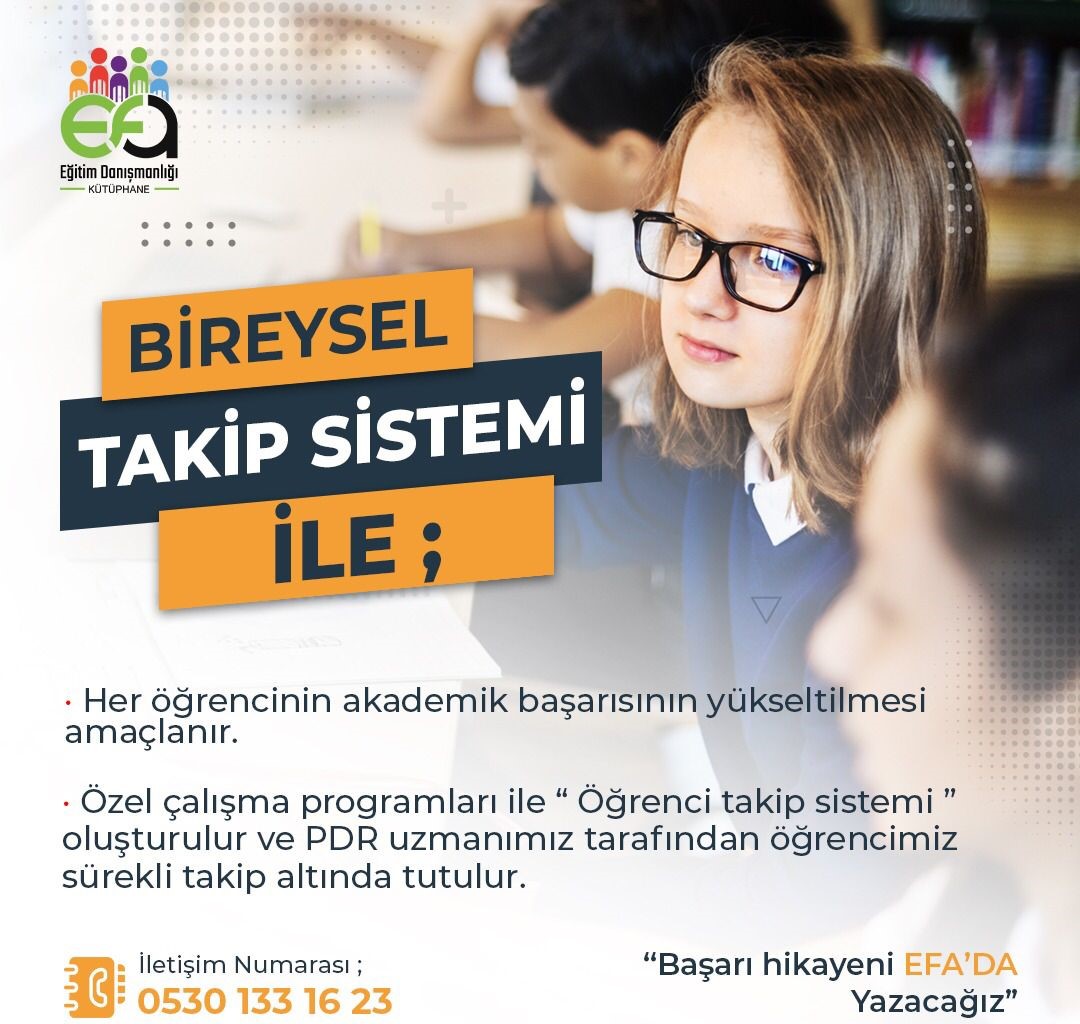 efa
Eğitim Danışmanlığı
KÜTÜPHANE
BİREYSEL
TAKİP SİSTEMİ
İLE ;
• Her öğrencinin akademik başarısının yükseltilmesi
amaçlanır.
• Özel çalışma programları ile “ Öğrenci takip sistemi ”
oluşturulur ve PDR uzmanımız tarafından öğrencimiz
sürekli takip altında tutulur.
İletişim Numarası ;
0530 133 16 23
“Başarı hikayeni EFA’DA
Yazacağız”